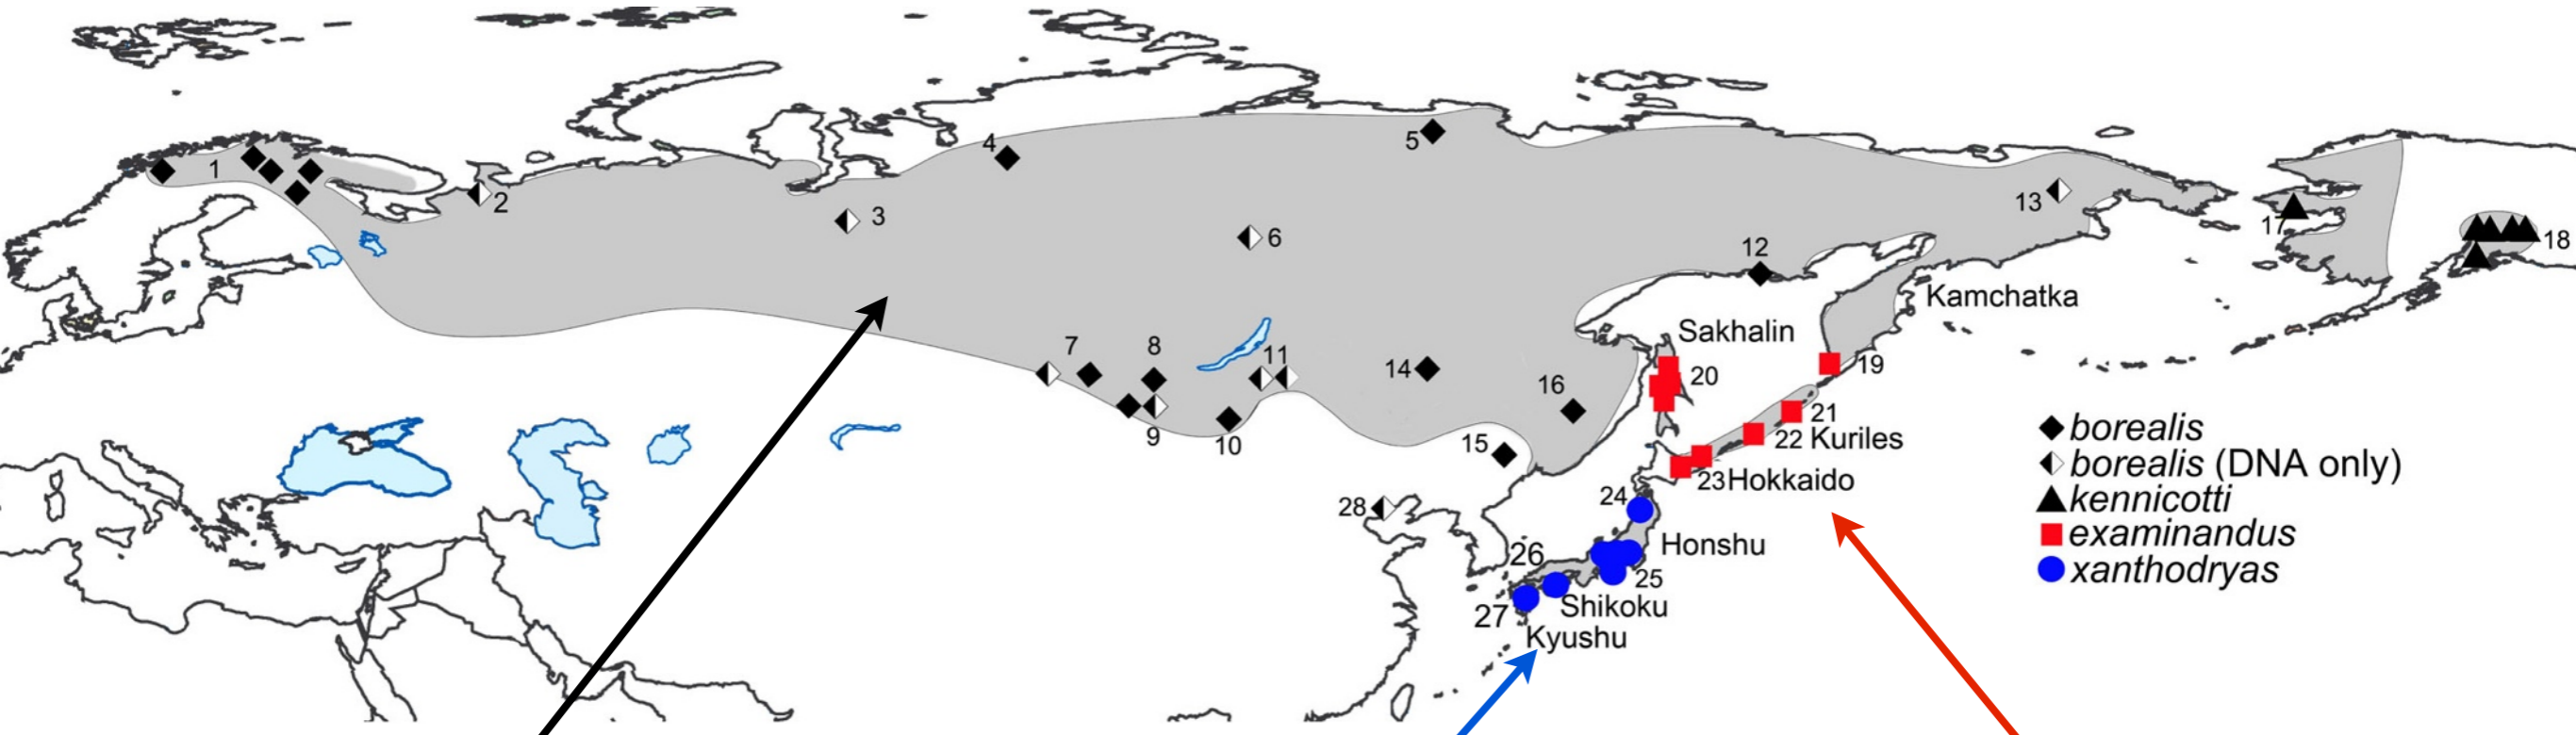 1
2
3
4
5
6
7
8
9
10
11
12
13
14
15
16
17
18
Kamchatka
Sakhalin
19
20
21
22 Kuriles
23Hokkaido
24
Honshu
25
26
Shikoku
27
Kyushu
28
borealis
borealis (DNA only)
kennicotti
examinandus
xanthodryas